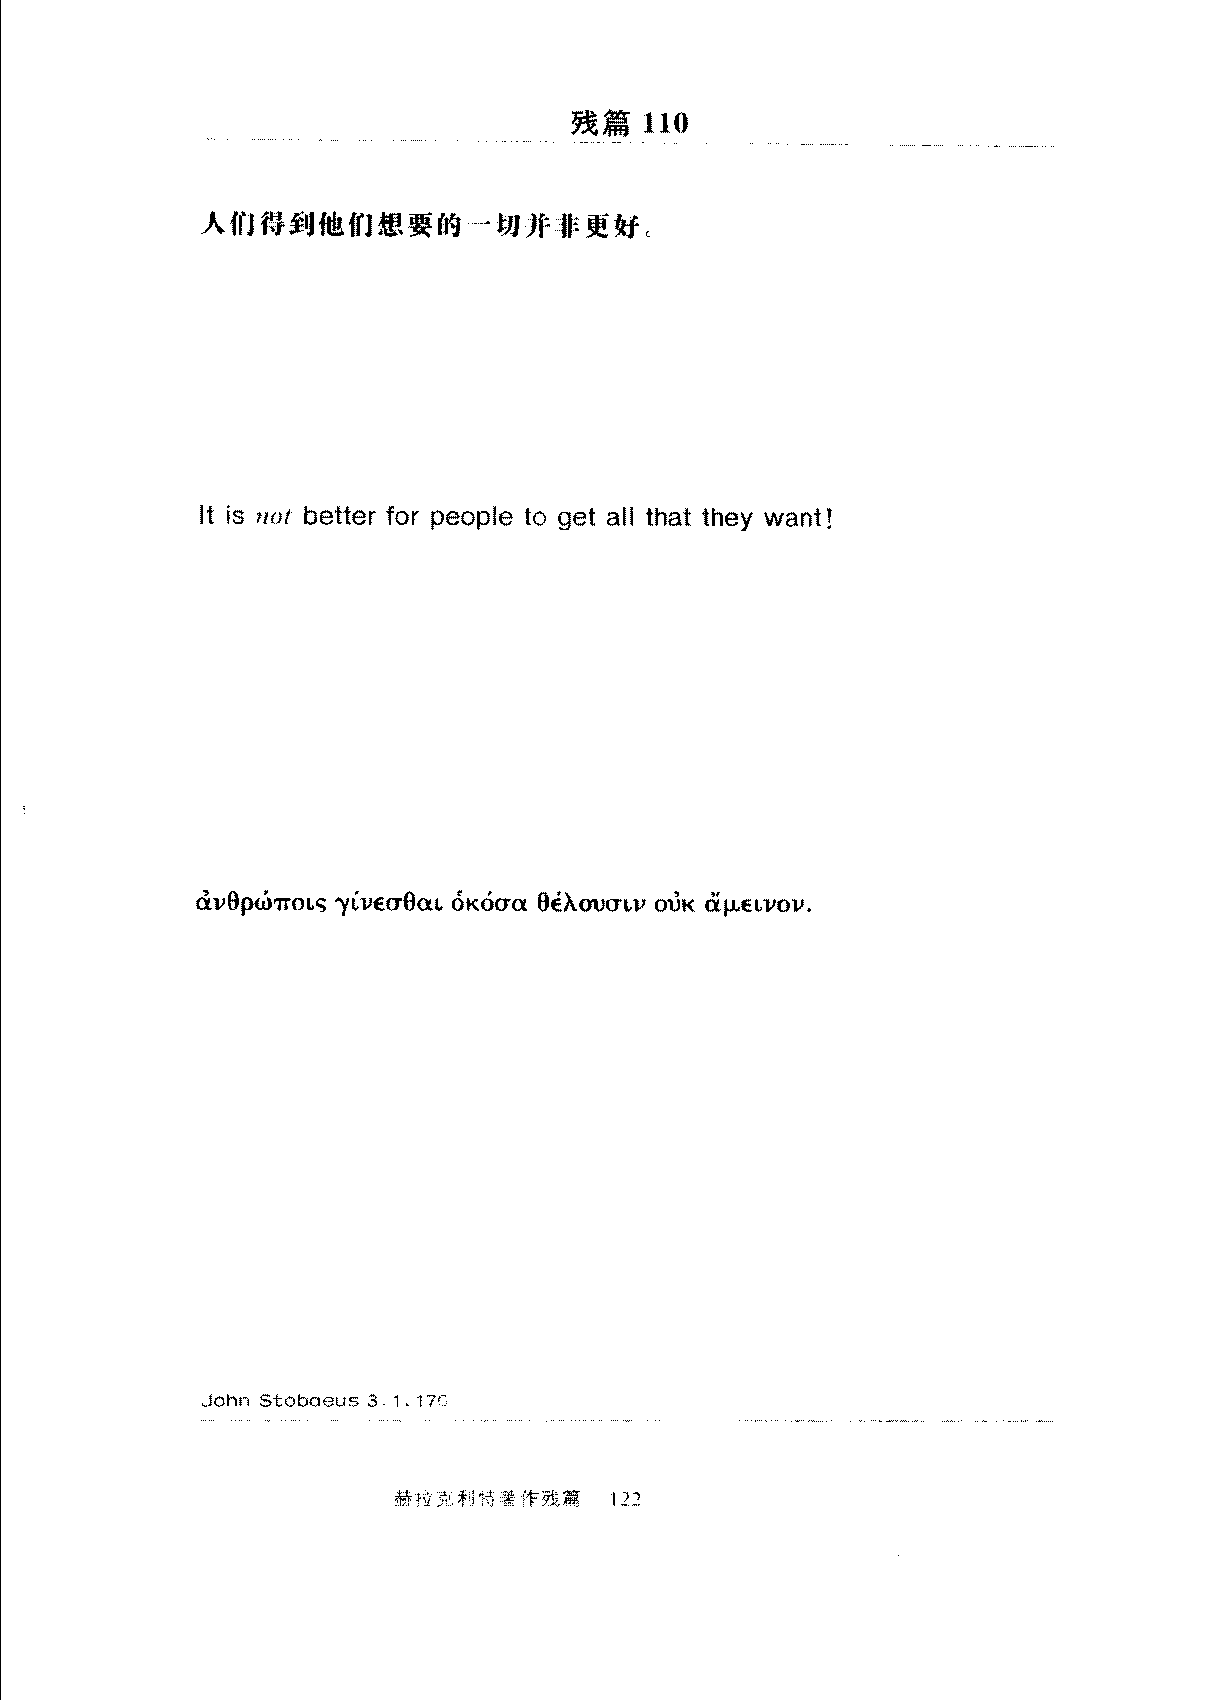 残篇 110
人们得到他们想要的一切并非更好。
It is not better for people to get all that they want!
ἀνθρώποις γίνεσθαι ὁκόσα θέλουσιν οὐκ ἄμεινον.
John Stobaeus 3.1.176
赫拉克利特著作残篇 122